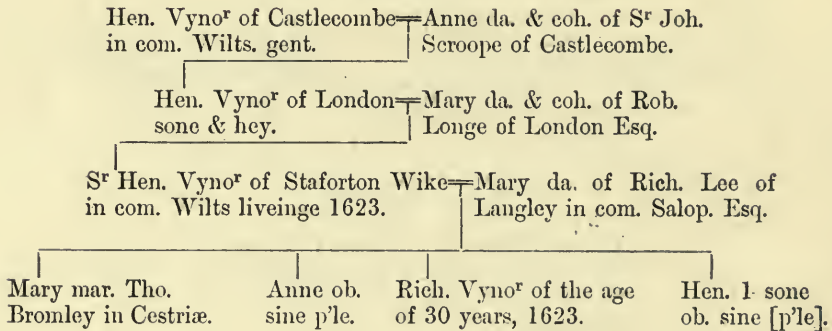 Hen. Vynoʳ of Castlecombe Anne da. & coh. of Sʳ Joh.
in com. Wilts. gent. Scroope of Castlecombe.
Hen. Vynoʳ of London Mary da. & coh. of Rob.
sone & hey. Longe of London Esq.
Sʳ Hen. Vynoʳ of Staforton Wike Mary da. of Rich. Lee of
in com. Wilts liveinge 1623. Langley in com. Salop. Esq.
Mary mar. Tho. Anne ob. Rich. Vynoʳ of the age Hen. 1 sone
Bromley in Cestriæ. sine p'le. of 30 years, 1623. ob. sine [p'le].